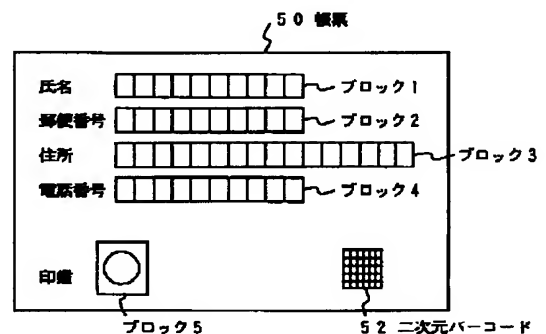 50 帳票
氏名 ブロック1
郵便番号 ブロック2
住所 ブロック3
電話番号 ブロック4
印鑑
ブロック5
52 二次元バーコード